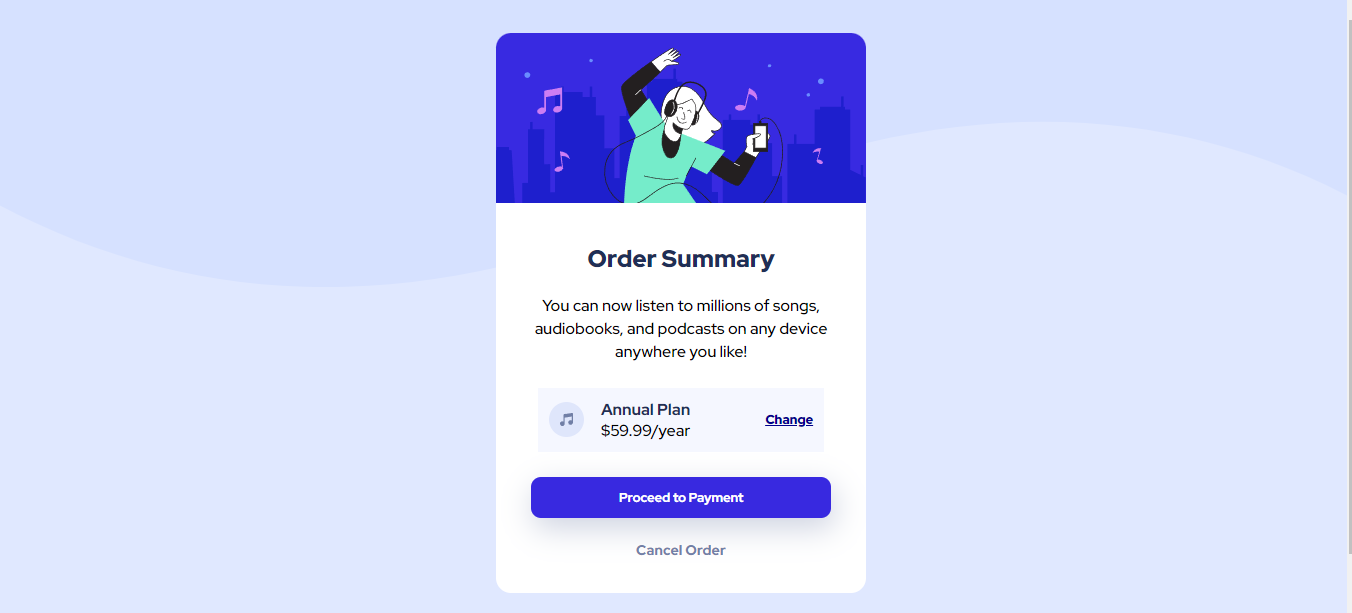 Order Summary
You can now listen to millions of songs,
audiobooks, and podcasts on any device
anywhere you like!
Annual Plan
$59.99/year
Change
Proceed to Payment
Cancel Order